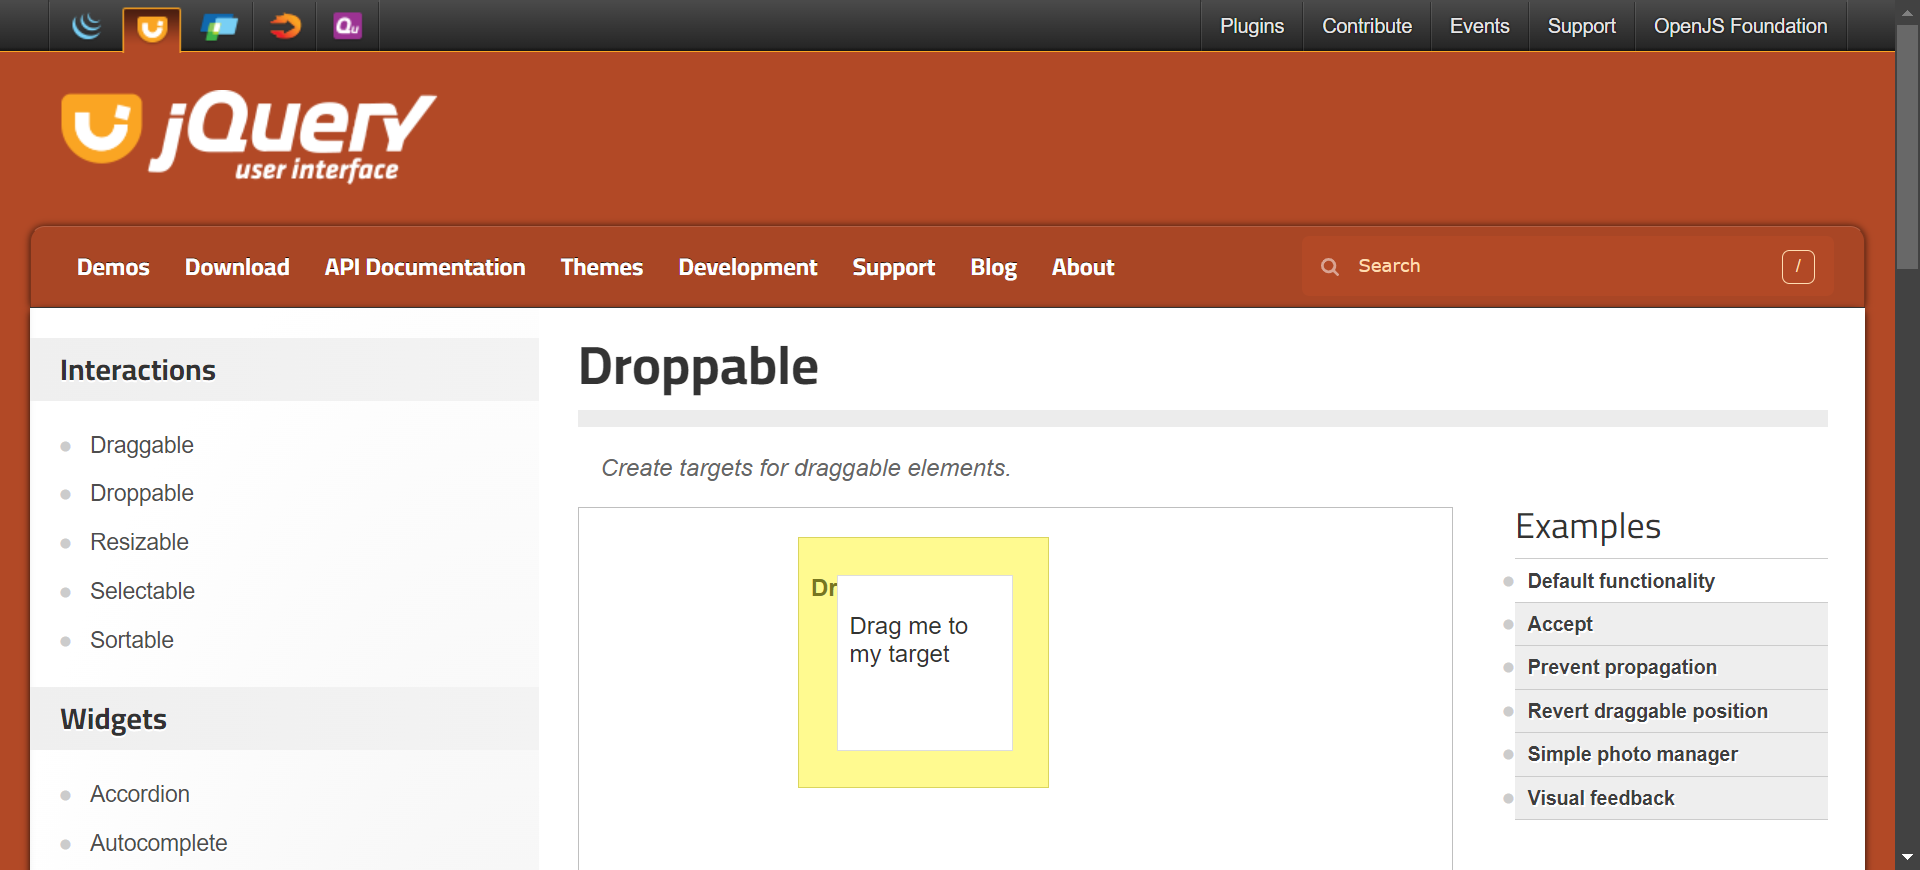 Plugins
Contribute
Events
Support
OpenJS Foundation
Qu
jQuery
user interface
Demos
Download
API Documentation
Themes
Development
Support
Blog
About
Search
/
Interactions
Draggable
Droppable
Resizable
Selectable
Sortable
Widgets
Accordion
Autocomplete
Droppable
Create targets for draggable elements.
Dr
Drag me to
my target
Examples
Default functionality
Accept
Prevent propagation
Revert draggable position
Simple photo manager
Visual feedback